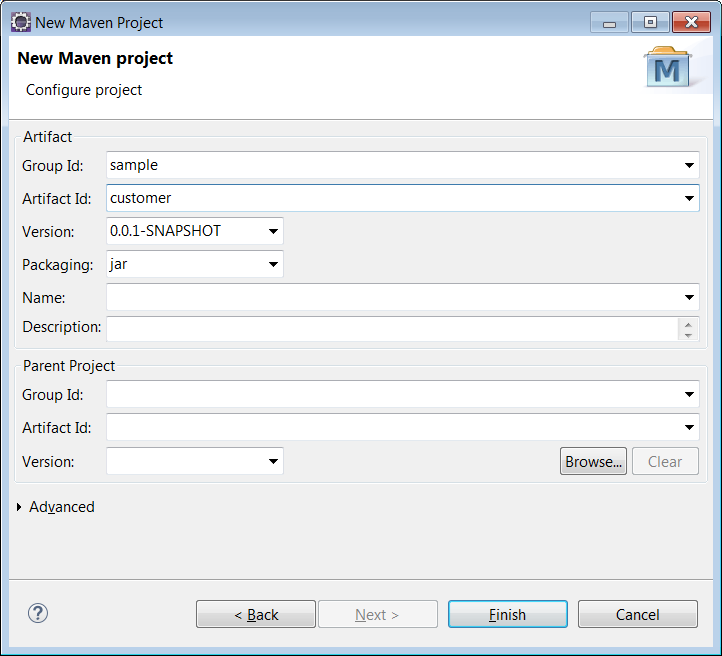 New Maven Project
New Maven project
Configure project
M
Artifact
Group Id: sample
Artifact Id: customer
Version: 0.0.1-SNAPSHOT
Packaging: jar
Name:
Description:
Parent Project
Group Id:
Artifact Id:
Version: Browse... Clear
Advanced
? < Back Next > Finish Cancel